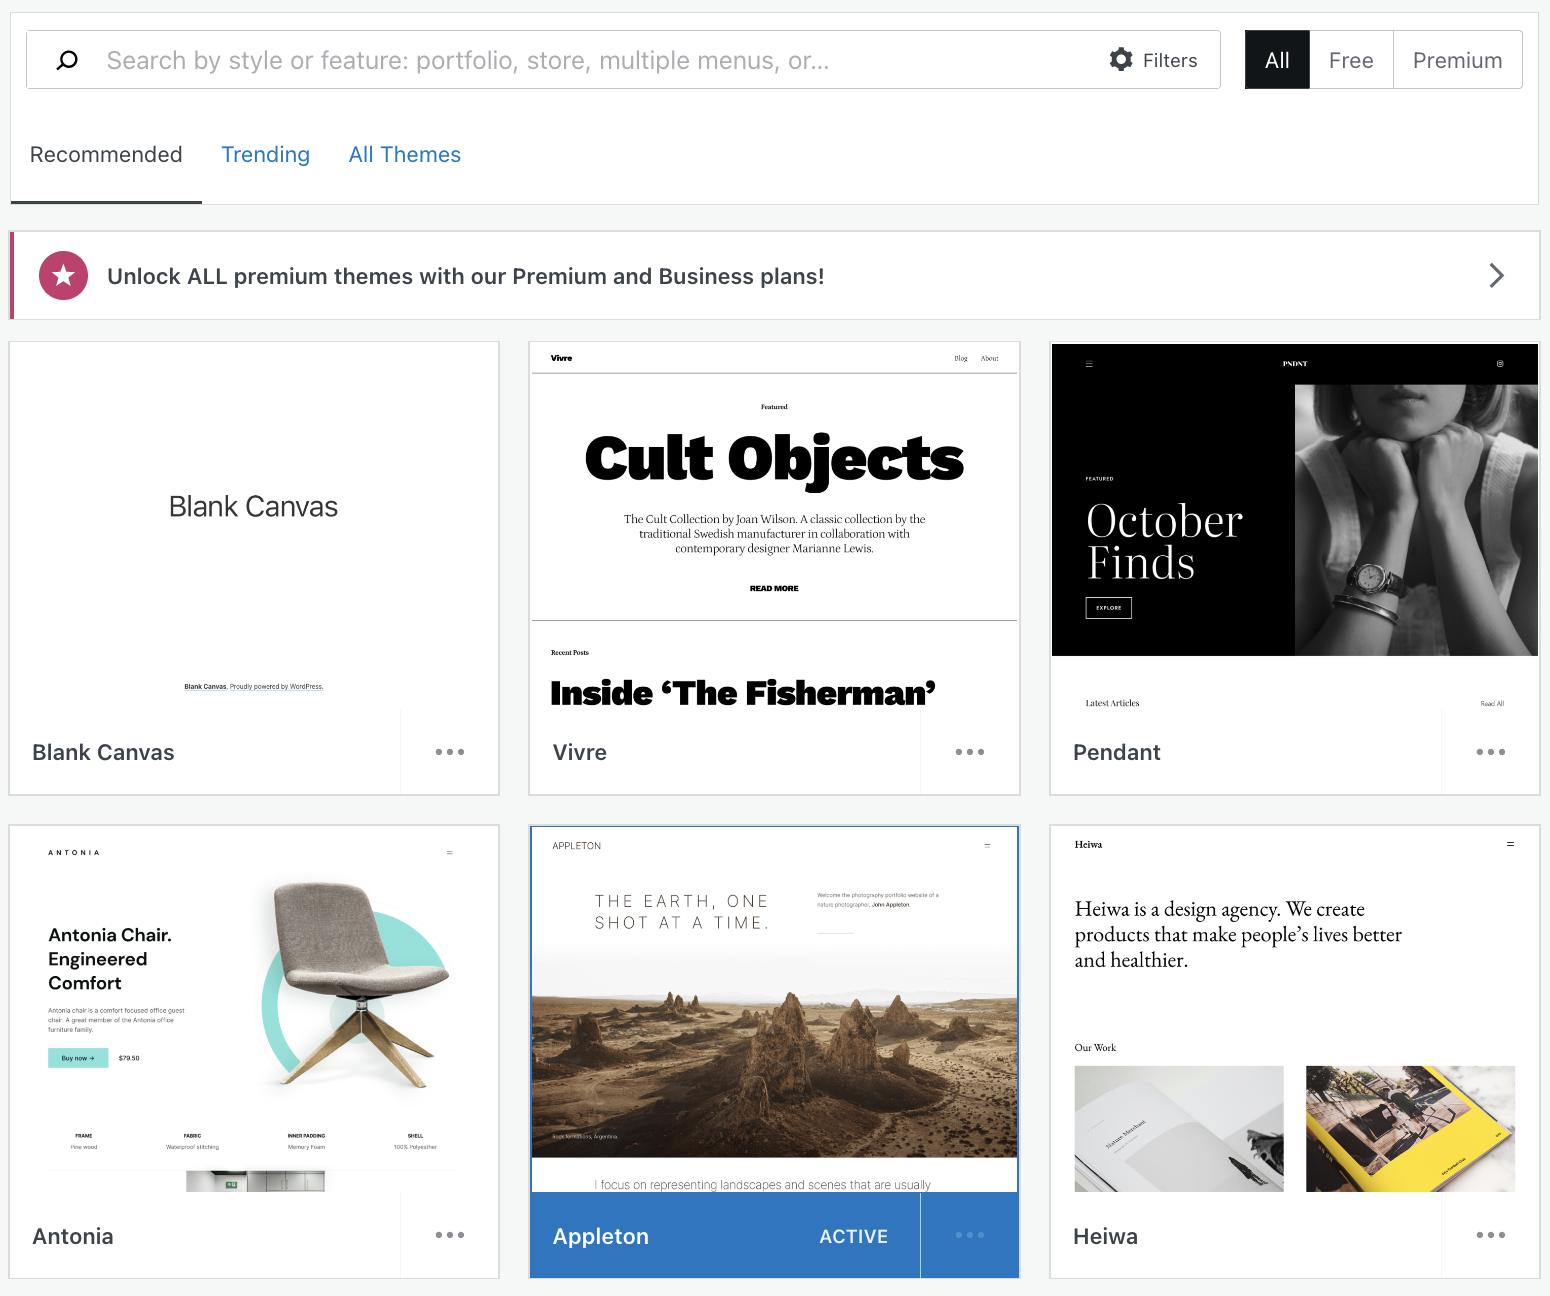 Search by style or feature: portfolio, store, multiple menus, or...
Filters
All
Free
Premium
Recommended
Trending
All Themes
Unlock ALL premium themes with our Premium and Business plans!
Blank Canvas
Blank Canvas, Proudly powered by WordPress.
Blank Canvas
Vivre
Blog
About
Featured
Cult Objects
The Cult Collection by Joan Wilson. A classic collection by the
traditional Swedish manufacturer in collaboration with
contemporary designer Marianne Lewis.
READ MORE
Recent Posts
Inside ‘The Fisherman’
Vivre
PNDNT
FEATURED
October
Finds
EXPLORE
Latest Articles
Read All
Pendant
ANTONIA
Antonia Chair.
Engineered
Comfort
Antonia chair is a comfort focused office guest
chair. A great member of the Antonia office
furniture family.
Buy now →
$79.50
FRAME
Pine wood
FABRIC
Waterproof stitching
INNER PADDING
Memory Foam
SHELL
100% Polyesther
Antonia
APPLETON
THE EARTH, ONE
SHOT AT A TIME.
Welcome the photography portfolio website of a
nature photographer, John Appleton.
Rock formations, Argentina.
I focus on representing landscapes and scenes that are usually
Appleton
ACTIVE
Heiwa
Heiwa is a design agency. We create
products that make people’s lives better
and healthier.
Our Work
Nature Merchant
Heiwa